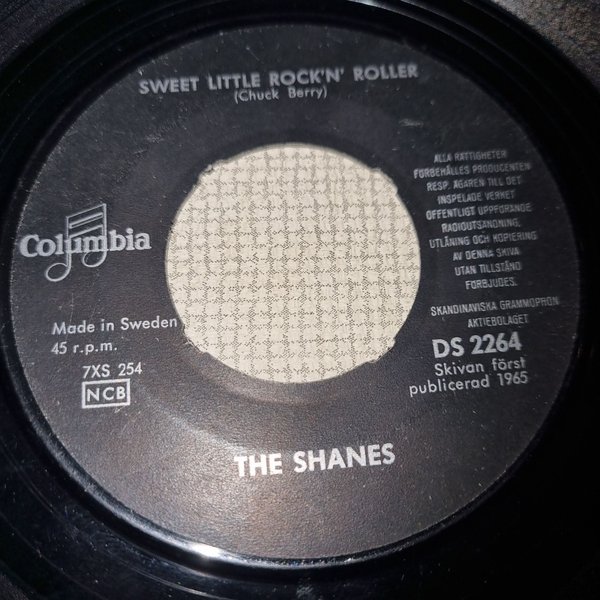 SWEET LITTLE ROCK'N' ROLLER
(Chuck Berry)
Columbia
Made in Sweden
45 r.p.m.
7XS 254
NCB
ALLA RÄTTIGHETER
FÖRBEHÅLLES PRODUCENTEN
RESP. ÄGAREN TILL DET
INSPELADE VERKET
OFFENTLIGT UPPFÖRANDE,
RADIOUTSÄNDNING,
UTLÅNING OCH KOPIERING
AV DENNA SKIVA
UTAN TILLSTÅND
FÖRBJUDES.
SKANDINAVISKA GRAMMOPHON
AKTIEBOLAGET
DS 2264
Skivan först
publicerad 1965
THE SHANES